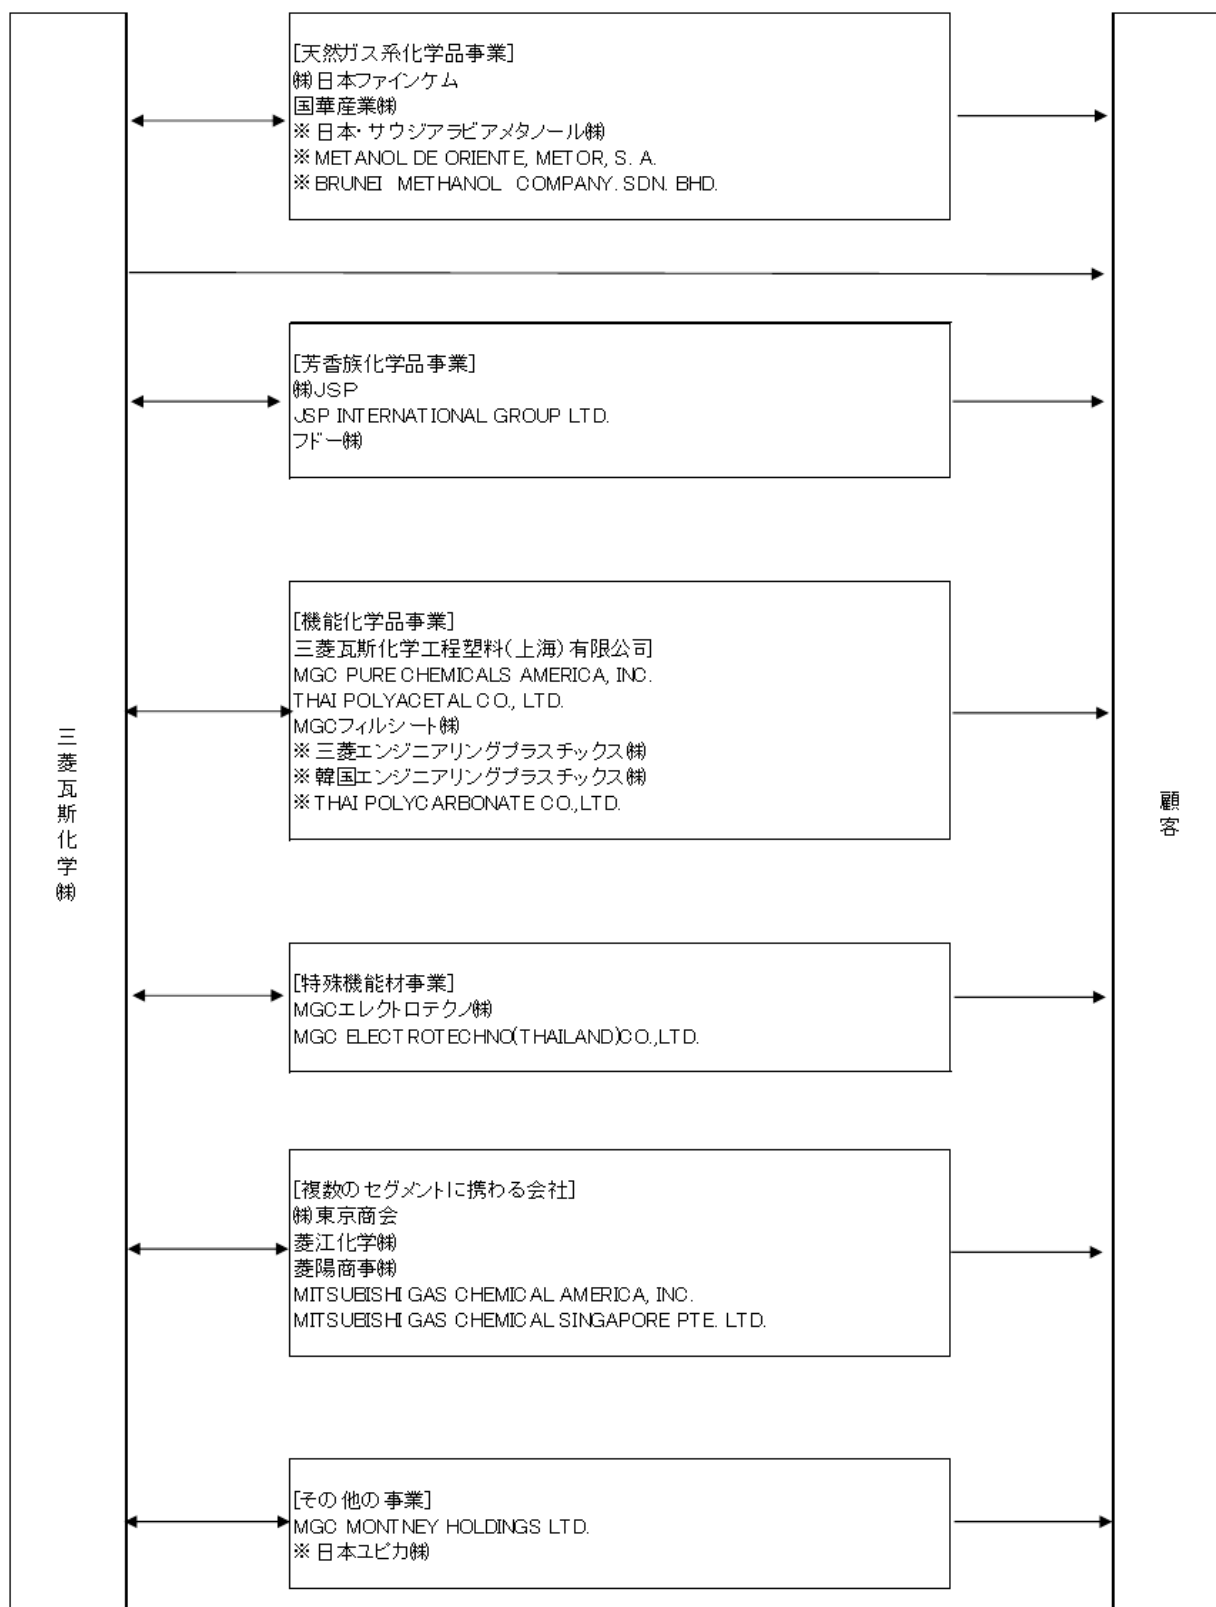 [天然ガス系化学品事業]
㈱日本ファインケム
国華産業㈱
※日本・サウジアラビアメタノール㈱
※METANOL DE ORIENTE, METOR, S. A.
※BRUNEI METHANOL COMPANY. SDN. BHD.
[芳香族化学品事業]
㈱JSP
JSP INTERNATIONAL GROUP LTD.
フドー㈱
[機能化学品事業]
三菱瓦斯化学工程塑料(上海)有限公司
MGC PURE CHEMICALS AMERICA, INC.
THAI POLYACETAL CO., LTD.
MGCフィルシート㈱
※三菱エンジニアリングプラスチックス㈱
※韓国エンジニアリングプラスチックス㈱
※THAI POLYCARBONATE CO.,LTD.
三菱瓦斯化学㈱
顧客
[特殊機能材事業]
MGCエレクトロテクノ㈱
MGC ELECTROTECHNO(THAILAND)CO.,LTD.
[複数のセグメントに携わる会社]
㈱東京商会
菱江化学㈱
菱陽商事㈱
MITSUBISHI GAS CHEMICAL AMERICA, INC.
MITSUBISHI GAS CHEMICAL SINGAPORE PTE. LTD.
[その他の事業]
MGC MONTNEY HOLDINGS LTD.
※日本ユピカ㈱